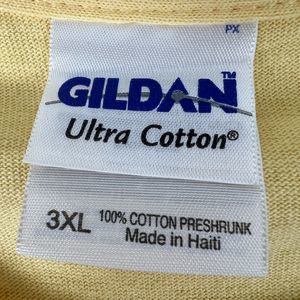 PX
GILDAN™
Ultra Cotton®
3XL 100% COTTON PRESHRUNK
Made in Haiti